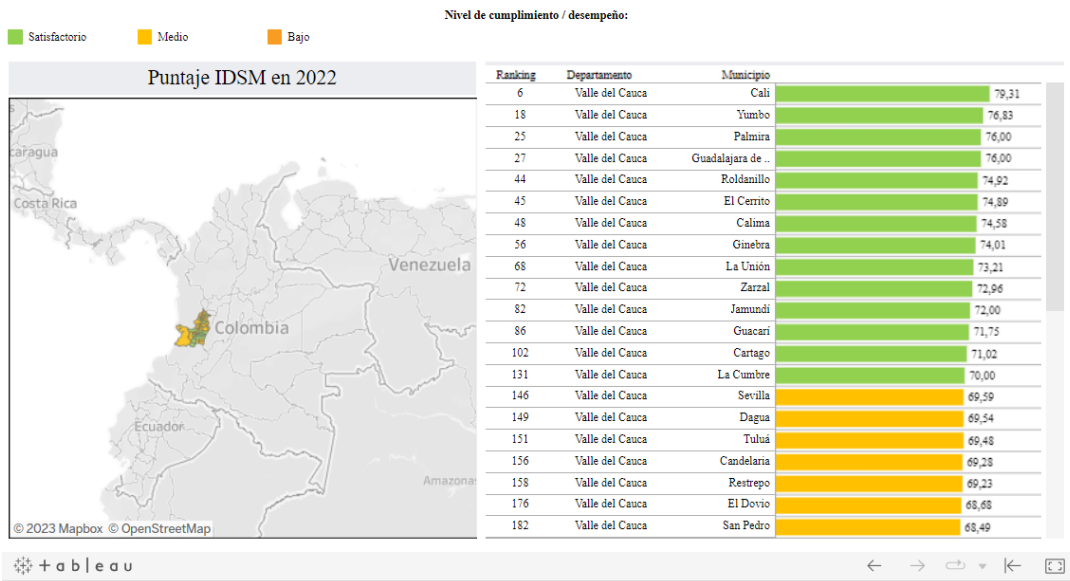 Nivel de cumplimiento / desempeño:
Satisfactorio Medio Bajo
Puntaje IDSM en 2022
caragua
Costa Rica
Venezuela
Colombia
Ecuador
Amazonas
© 2023 Mapbox © OpenStreetMap
Ranking Departamento Municipio
6 Valle del Cauca Cali 79,31
18 Valle del Cauca Yumbo 76,83
25 Valle del Cauca Palmira 76,00
27 Valle del Cauca Guadalajara de .. 76,00
44 Valle del Cauca Roldanillo 74,92
45 Valle del Cauca El Cerrito 74,89
48 Valle del Cauca Calima 74,58
56 Valle del Cauca Ginebra 74,01
68 Valle del Cauca La Unión 73,21
72 Valle del Cauca Zarzal 72,96
82 Valle del Cauca Jamundí 72,00
86 Valle del Cauca Guacarí 71,75
102 Valle del Cauca Cartago 71,02
131 Valle del Cauca La Cumbre 70,00
146 Valle del Cauca Sevilla 69,59
149 Valle del Cauca Dagua 69,54
151 Valle del Cauca Tuluá 69,48
156 Valle del Cauca Candelaria 69,28
158 Valle del Cauca Restrepo 69,23
176 Valle del Cauca El Dovio 68,68
182 Valle del Cauca San Pedro 68,49
+ a b l e a u